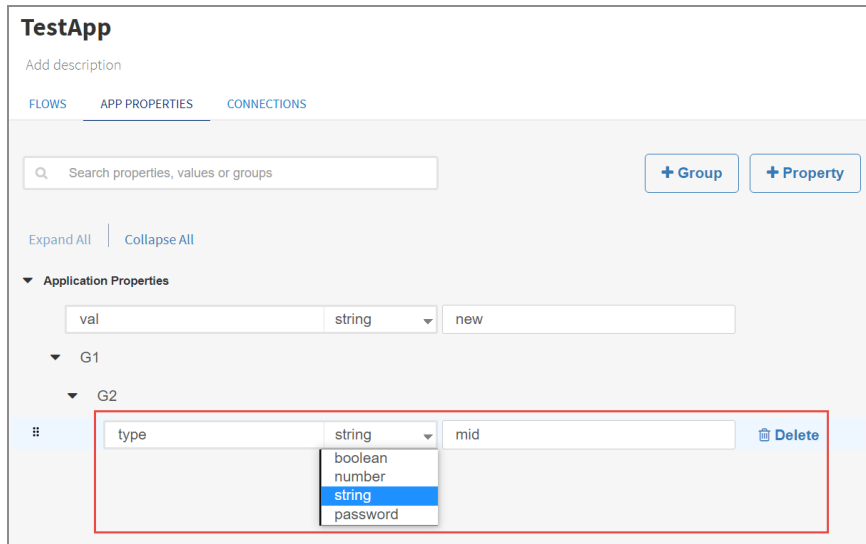 TestApp
Add description
FLOWS APP PROPERTIES CONNECTIONS
Search properties, values or groups + Group + Property
Expand All Collapse All
Application Properties
val string new
G1
G2
type string mid Delete
boolean
number
string
password